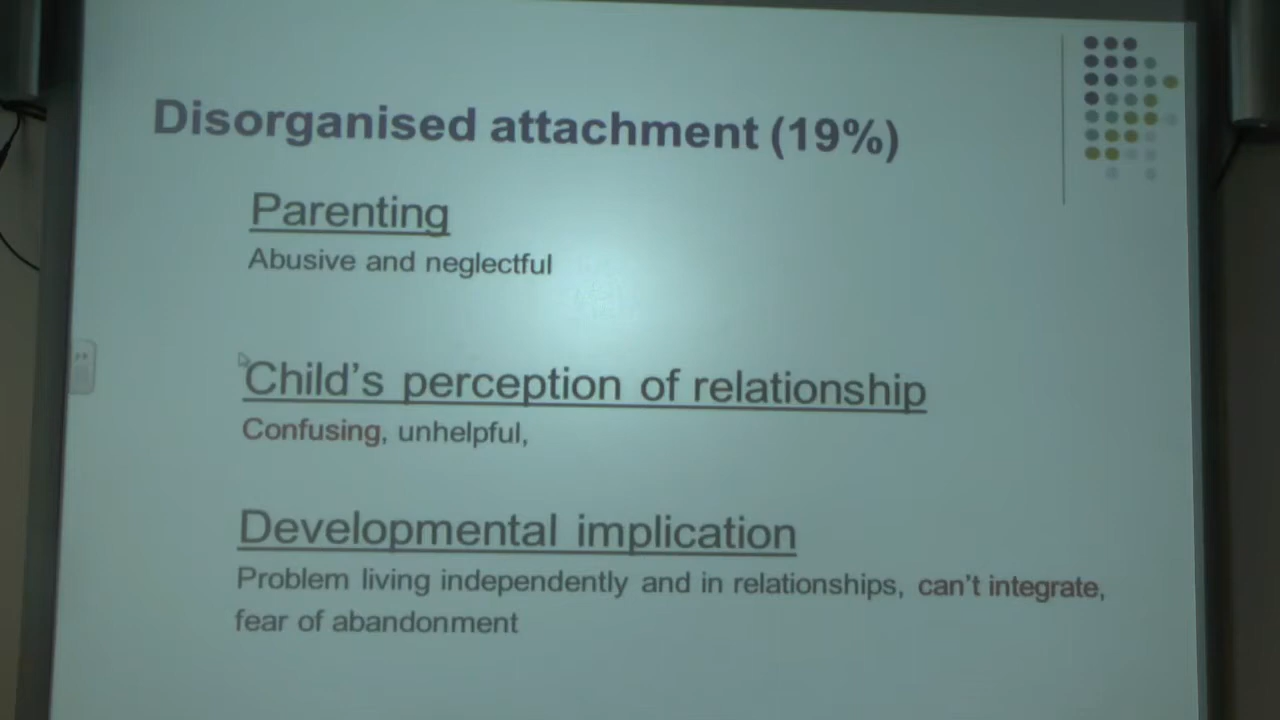 Disorganised attachment (19%)
Parenting
Abusive and neglectful
Child's perception of relationship
Confusing, unhelpful,
Developmental implication
Problem living independently and in relationships, can't integrate,
fear of abandonment